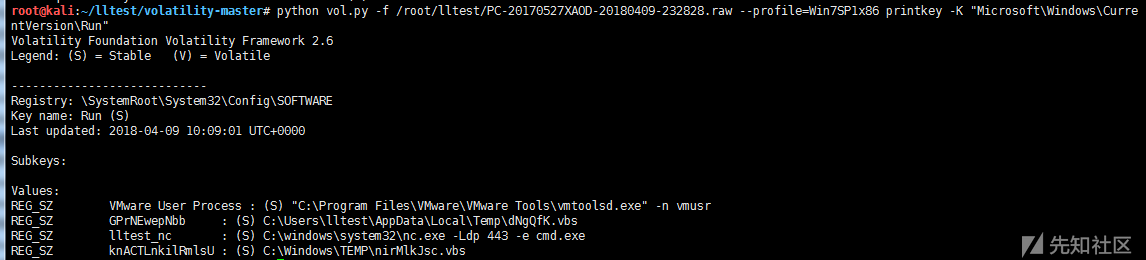 root@kali:~/lltest/volatility-master# python vol.py -f /root/lltest/PC-20170527XAOD-20180409-232828.raw --profile=Win7SP1x86 printkey -K "Microsoft\Windows\Curre
ntVersion\Run"
Volatility Foundation Volatility Framework 2.6
Legend: (S) = Stable   (V) = Volatile
----------------------------
Registry: \SystemRoot\System32\Config\SOFTWARE
Key name: Run (S)
Last updated: 2018-04-09 10:09:01 UTC+0000
Subkeys:
Values:
REG_SZ        VMware User Process : (S) "C:\Program Files\VMware\VMware Tools\vmtoolsd.exe" -n vmusr
REG_SZ        GPrNEwepNbb     : (S) C:\Users\lltest\AppData\Local\Temp\dNgQfK.vbs
REG_SZ        lltest_nc       : (S) C:\windows\system32\nc.exe -Ldp 443 -e cmd.exe
REG_SZ        knACTLnkilRmlsU : (S) C:\Windows\TEMP\nirMlkJsc.vbs
先知社区